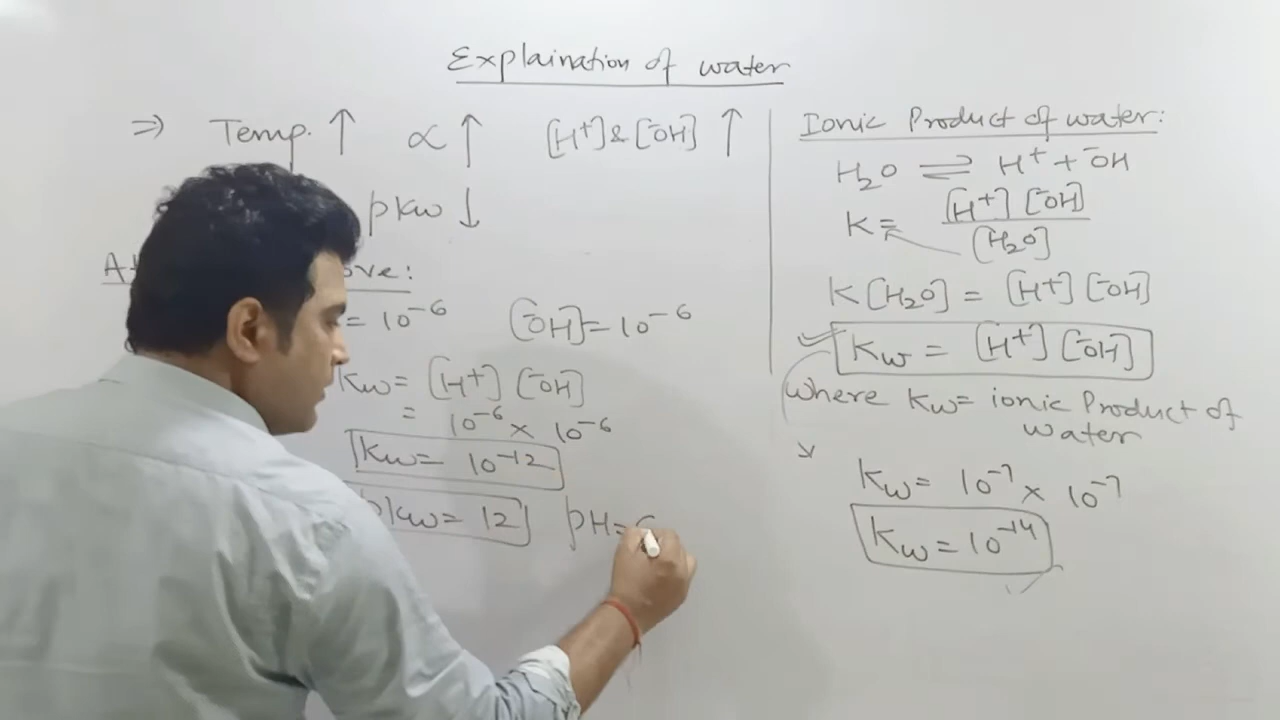 Explaination of water
⇒ Temp. ↑ ∝ ↑ [H+] & [-OH] ↑
pkw ↓
= 10-6 [-OH] = 10-6
Kw = [H+] [-OH]
= 10-6 × 10-6
Kw = 10-12
pkw = 12 pH =
Ionic Product of water:
H2O ⇌ H+ + -OH
K = [H+] [-OH]
[H2O]
K [H2O] = [H+] [-OH]
Kw = [H+] [-OH]
where Kw = ionic Product of
water
Kw = 10-7 × 10-7
Kw = 10-14